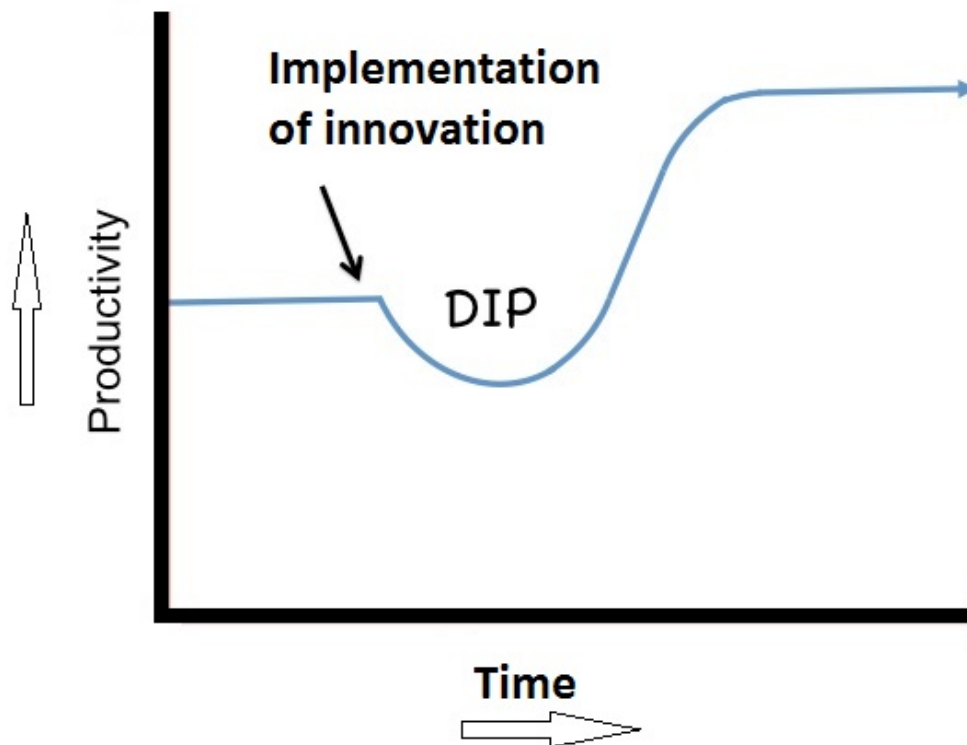 Implementation
of innovation
DIP
Productivity
Time